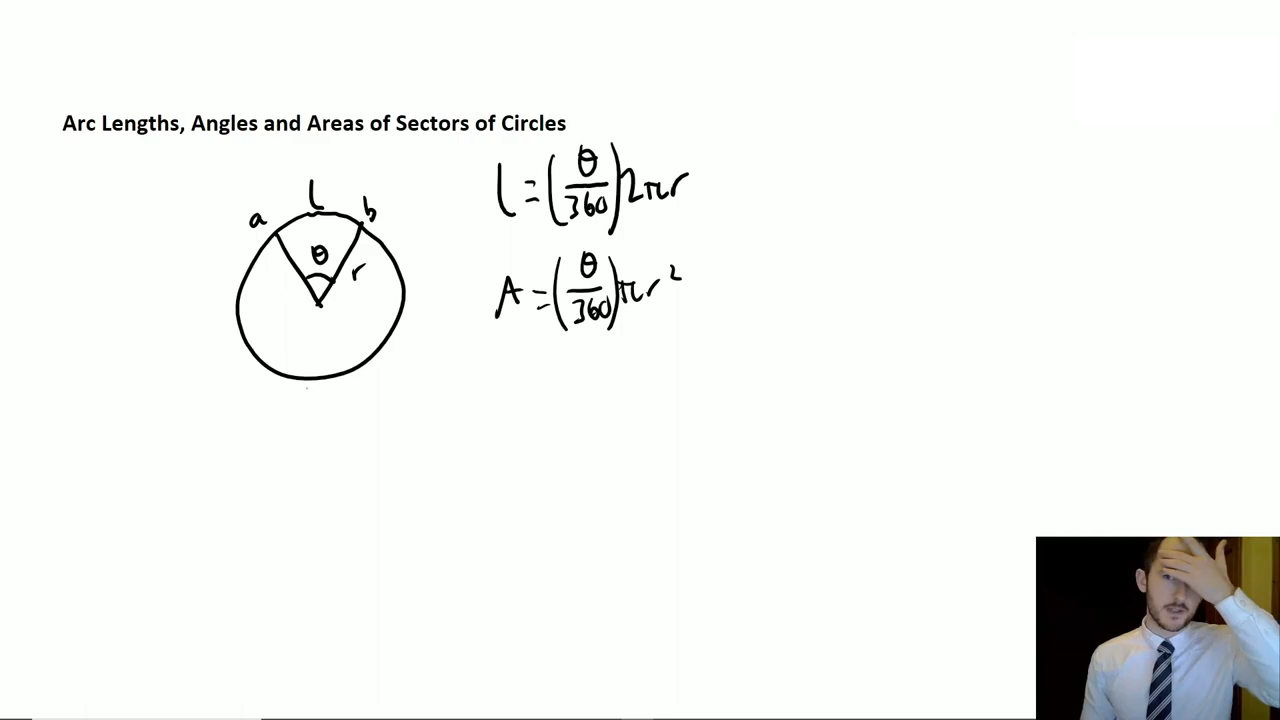 Arc Lengths, Angles and Areas of Sectors of Circles
l
a
b
θ
r
l = (θ/360) 2πr
A = (θ/360) πr²